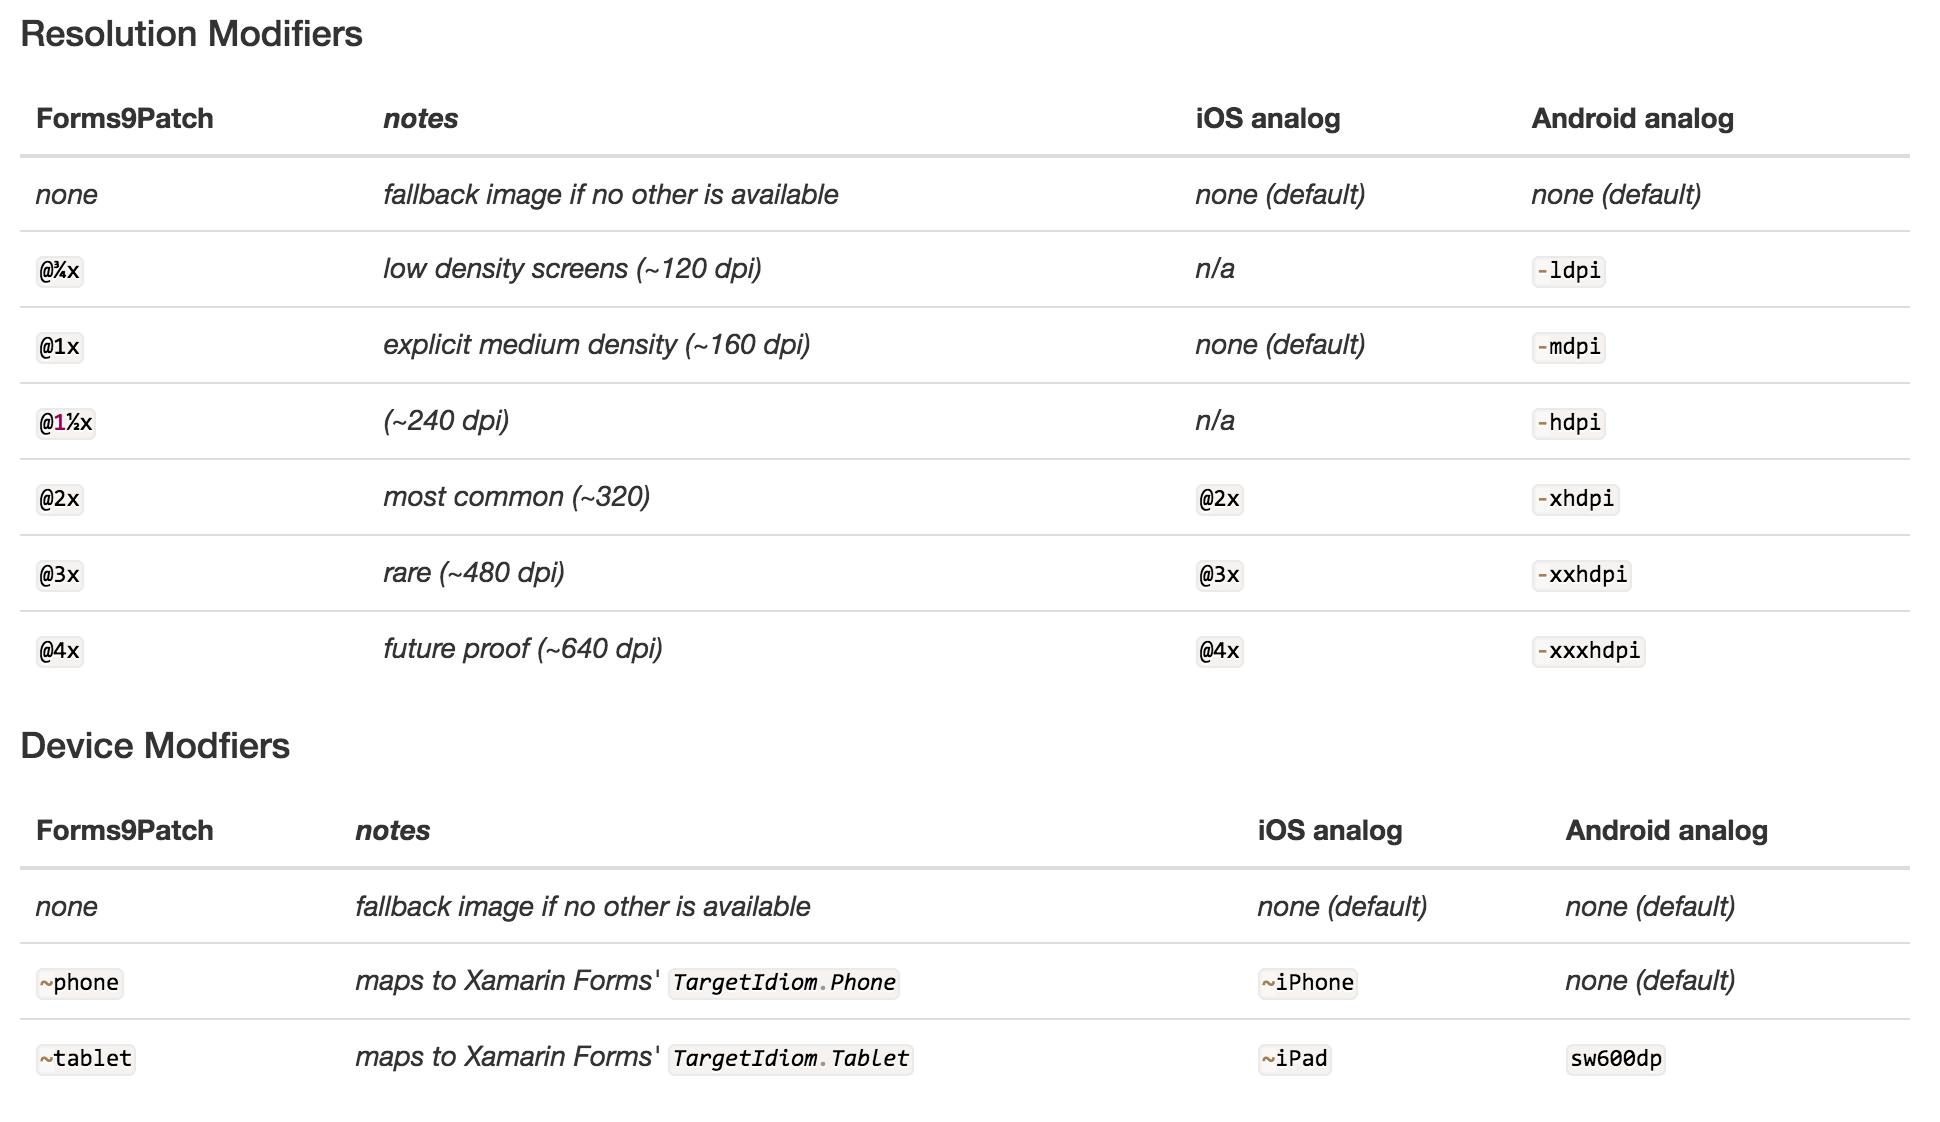 Resolution Modifiers
Forms9Patch notes iOS analog Android analog
none fallback image if no other is available none (default) none (default)
@¾x low density screens (~120 dpi) n/a -ldpi
@1x explicit medium density (~160 dpi) none (default) -mdpi
@1½x (~240 dpi) n/a -hdpi
@2x most common (~320) @2x -xhdpi
@3x rare (~480 dpi) @3x -xxhdpi
@4x future proof (~640 dpi) @4x -xxxhdpi
Device Modfiers
Forms9Patch notes iOS analog Android analog
none fallback image if no other is available none (default) none (default)
~phone maps to Xamarin Forms' TargetIdiom.Phone ~iPhone none (default)
~tablet maps to Xamarin Forms' TargetIdiom.Tablet ~iPad sw600dp